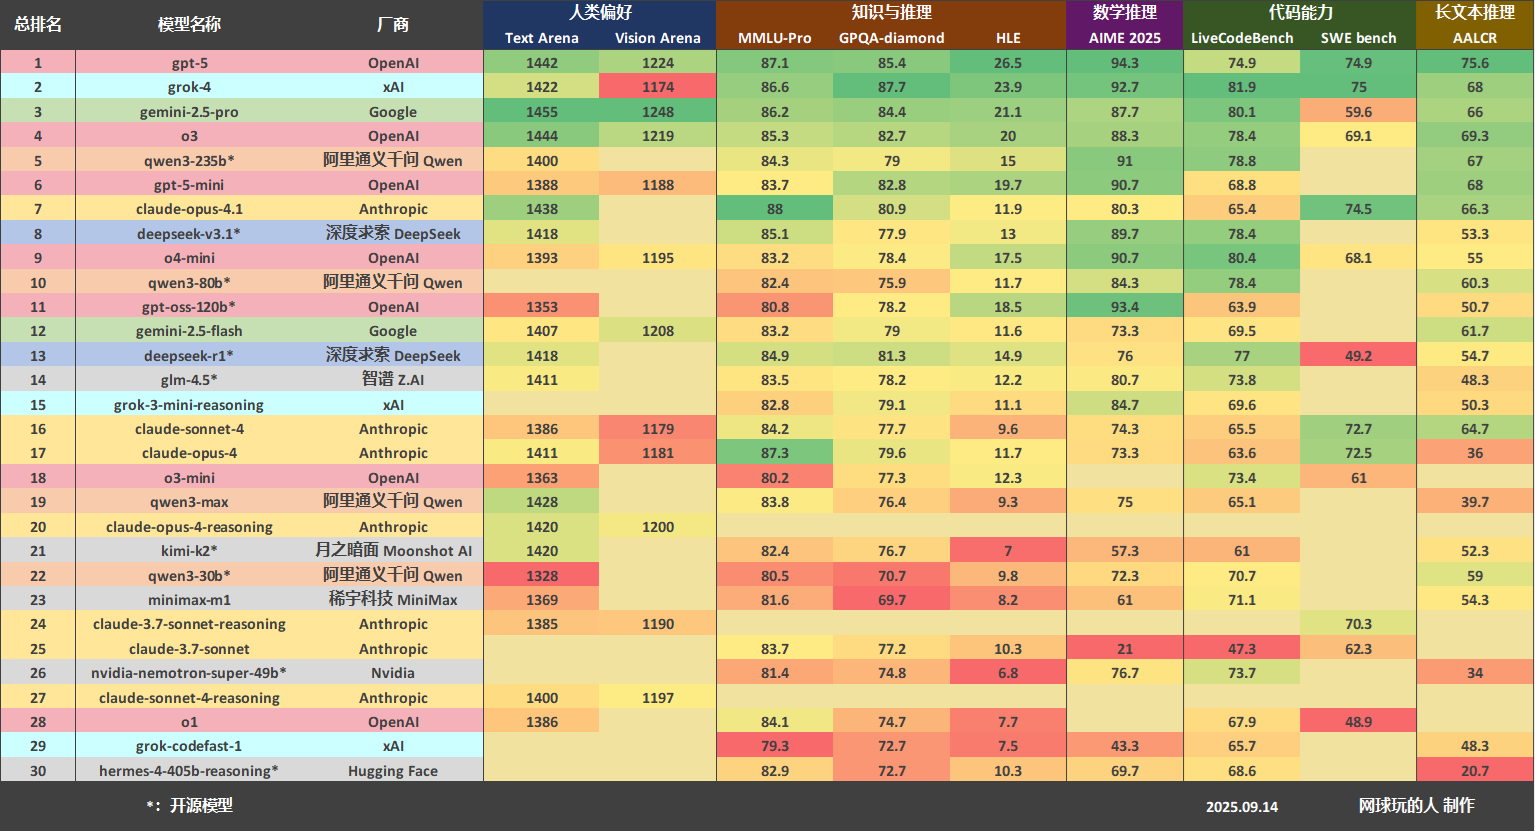 总排名 模型名称 厂商 人类偏好 知识与推理 数学推理 代码能力 长文本推理
Text Arena Vision Arena MMLU-Pro GPQA-diamond HLE AIME 2025 LiveCodeBench SWE bench AALCR
1 gpt-5 OpenAI 1442 1224 87.1 85.4 26.5 94.3 74.9 74.9 75.6
2 grok-4 xAI 1422 1174 86.6 87.7 23.9 92.7 81.9 75 68
3 gemini-2.5-pro Google 1455 1248 86.2 84.4 21.1 87.7 80.1 59.6 66
4 o3 OpenAI 1444 1219 85.3 82.7 20 88.3 78.4 69.1 69.3
5 qwen3-235b* 阿里通义千问 Qwen 1400 84.3 79 15 91 78.8 67
6 gpt-5-mini OpenAI 1388 1188 83.7 82.8 19.7 90.7 68.8 68
7 claude-opus-4.1 Anthropic 1438 88 80.9 11.9 80.3 65.4 74.5 66.3
8 deepseek-v3.1* 深度求索 DeepSeek 1418 85.1 77.9 13 89.7 78.4 53.3
9 o4-mini OpenAI 1393 1195 83.2 78.4 17.5 90.7 80.4 68.1 55
10 qwen3-80b* 阿里通义千问 Qwen 82.4 75.9 11.7 84.3 78.4 60.3
11 gpt-oss-120b* OpenAI 1353 80.8 78.2 18.5 93.4 63.9 50.7
12 gemini-2.5-flash Google 1407 1208 83.2 79 11.6 73.3 69.5 61.7
13 deepseek-r1* 深度求索 DeepSeek 1418 84.9 81.3 14.9 76 77 49.2 54.7
14 glm-4.5* 智谱 Z.AI 1411 83.5 78.2 12.2 80.7 73.8 48.3
15 grok-3-mini-reasoning xAI 82.8 79.1 11.1 84.7 69.6 50.3
16 claude-sonnet-4 Anthropic 1386 1179 84.2 77.7 9.6 74.3 65.5 72.7 64.7
17 claude-opus-4 Anthropic 1411 1181 87.3 79.6 11.7 73.3 63.6 72.5 36
18 o3-mini OpenAI 1363 80.2 77.3 12.3 73.4 61
19 qwen3-max 阿里通义千问 Qwen 1428 83.8 76.4 9.3 75 65.1 39.7
20 claude-opus-4-reasoning Anthropic 1420 1200
21 kimi-k2* 月之暗面 Moonshot AI 1420 82.4 76.7 7 57.3 61 52.3
22 qwen3-30b* 阿里通义千问 Qwen 1328 80.5 70.7 9.8 72.3 70.7 59
23 minimax-m1 稀宇科技 MiniMax 1369 81.6 69.7 8.2 61 71.1 54.3
24 claude-3.7-sonnet-reasoning Anthropic 1385 1190 70.3
25 claude-3.7-sonnet Anthropic 83.7 77.2 10.3 21 47.3 62.3
26 nvidia-nemotron-super-49b* Nvidia 81.4 74.8 6.8 76.7 73.7 34
27 claude-sonnet-4-reasoning Anthropic 1400 1197
28 o1 OpenAI 1386 84.1 74.7 7.7 67.9 48.9
29 grok-codefast-1 xAI 79.3 72.7 7.5 43.3 65.7 48.3
30 hermes-4-405b-reasoning* Hugging Face 82.9 72.7 10.3 69.7 68.6 20.7
*：开源模型 2025.09.14 网球玩的人 制作